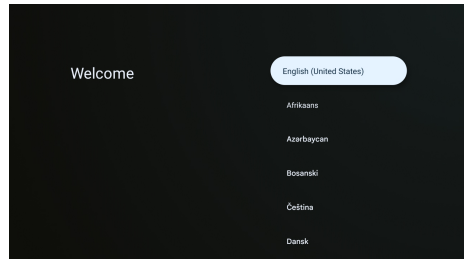 Welcome
English (United States)
Afrikaans
Azərbaycan
Bosanski
Čeština
Dansk